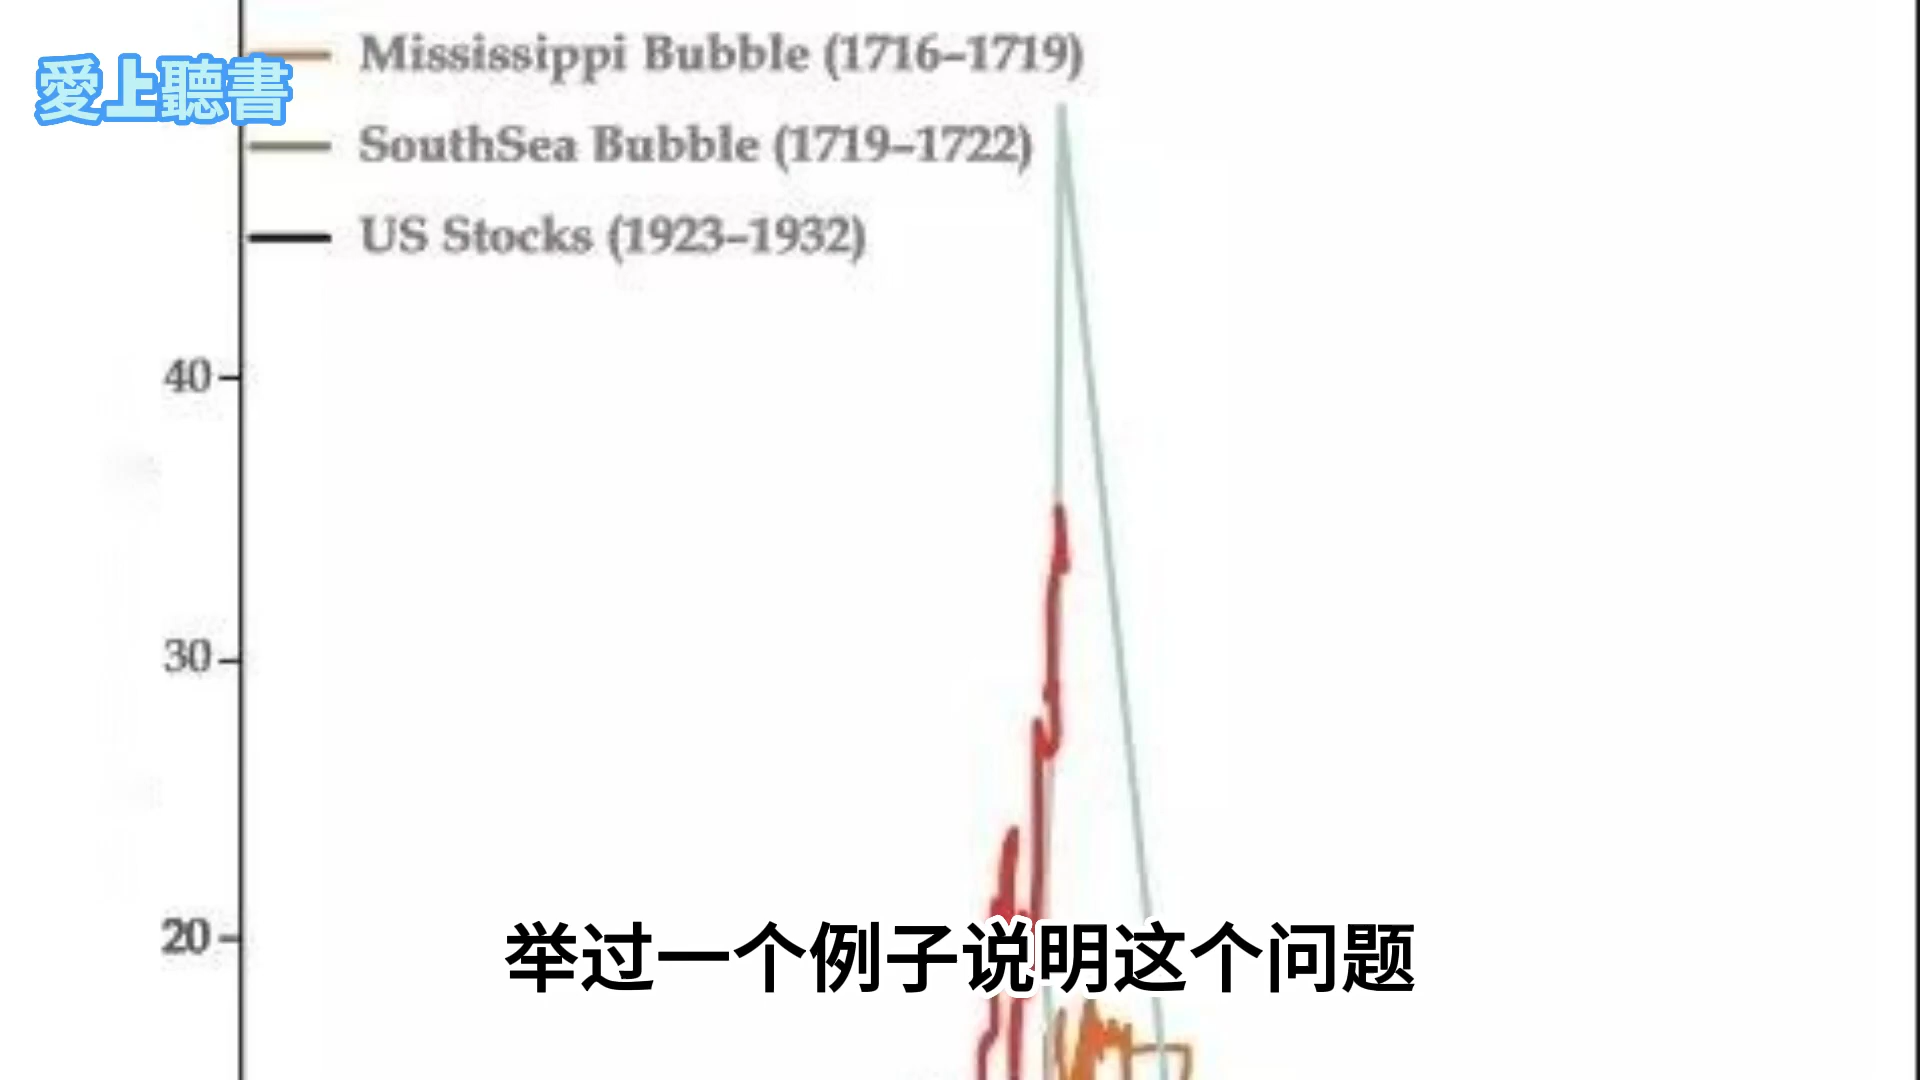 Mississippi Bubble (1716–1719)
愛上聽書
SouthSea Bubble (1719–1722)
US Stocks (1923–1932)
40
30
20
举过一个例子说明这个问题